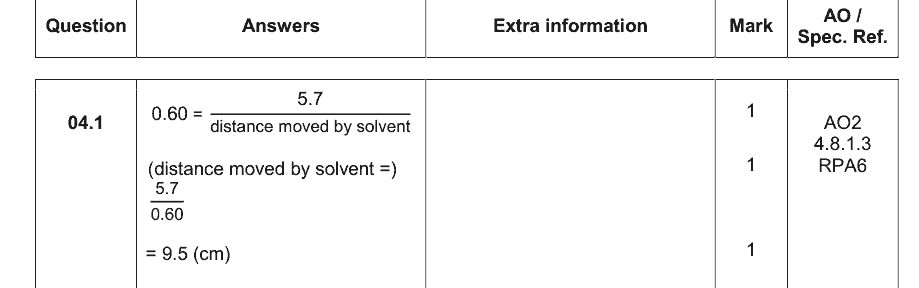 Question Answers Extra information Mark AO /
Spec. Ref.
04.1
0.60 = 5.7
distance moved by solvent
1
(distance moved by solvent =)
5.7
0.60
1
= 9.5 (cm)
1
AO2
4.8.1.3
RPA6